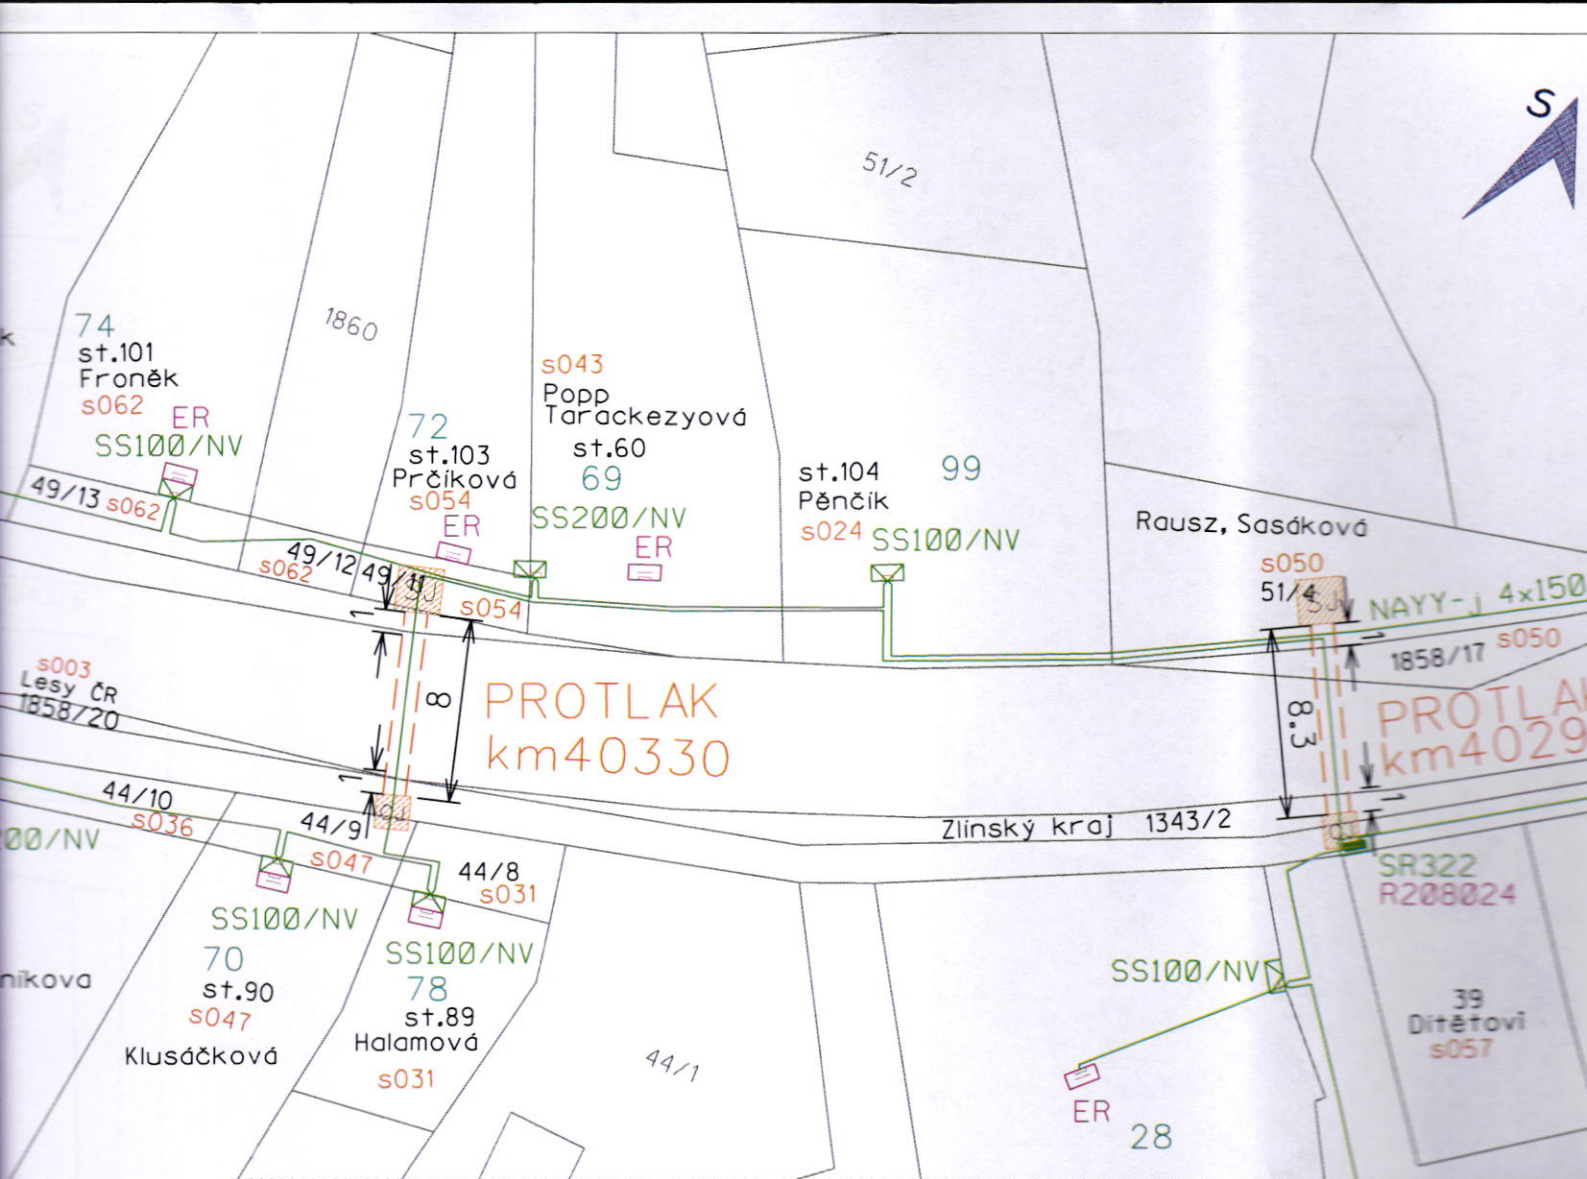 S
51/2
1860
74
st.101
Froněk
s062
ER
SS100/NV
s043
Popp
Tarackezyová
st.60
69
SS200/NV
ER
72
st.103
Prčíková
s054
ER
st.104
Pěnčík
s024
99
SS100/NV
Rausz, Sasáková
s050
51/4
SJ
NAYY-j 4x150
49/13 s062
49/12
s062
49/11
SJ
s054
1
1
1858/17 s050
s003
Lesy ČR
1858/20
8
PROTLAK
km40330
8.3
PROTLAK
km4029
1
1
44/10
s036
44/9
s047
44/8
s031
Zlínský kraj 1343/2
00/NV
SS100/NV
70
st.90
s047
Klusáčková
SS100/NV
78
st.89
Halamová
s031
níkova
44/1
SR322
R208024
SS100/NV
39
Dítětovi
s057
ER
28